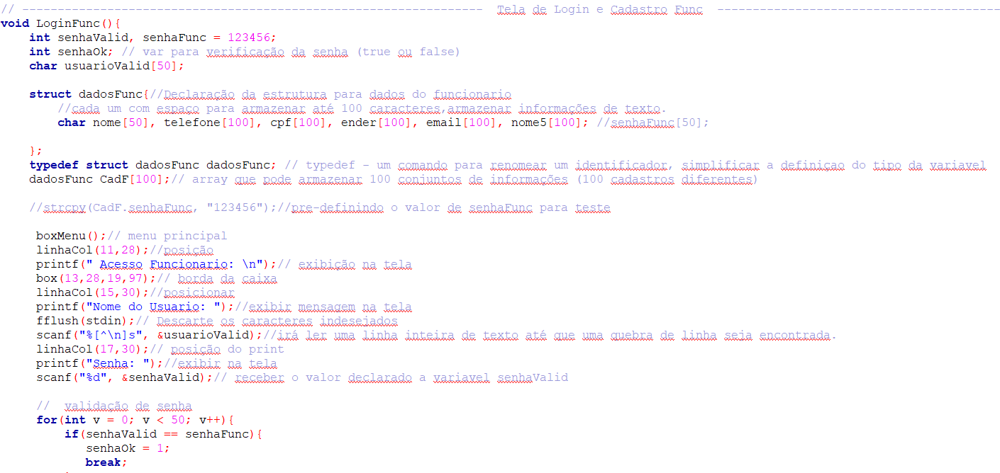 // ----------------------------------------------------------------- Tela de Login e Cadastro Func ----------------------------------------
void LoginFunc(){
    int senhaValid, senhaFunc = 123456;
    int senhaOk; // var para verificação da senha (true ou false)
    char usuarioValid[50];
    struct dadosFunc{//Declaração da estrutura para dados do funcionario
        //cada um com espaço para armazenar até 100 caracteres,armazenar informações de texto.
        char nome[50], telefone[100], cpf[100], ender[100], email[100], nome5[100]; //senhaFunc[50];
    };
    typedef struct dadosFunc dadosFunc; // typedef - um comando para renomear um identificador, simplificar a definiçao do tipo da variavel
    dadosFunc CadF[100];// array que pode armazenar 100 conjuntos de informações (100 cadastros diferentes)
    //strcpy(CadF.senhaFunc, "123456");//pre-definindo o valor de senhaFunc para teste
     boxMenu();// menu principal
     linhaCol(11,28);//posição
     printf(" Acesso Funcionario: \n");// exibição na tela
     box(13,28,19,97);// borda da caixa
     linhaCol(15,30);//posicionar
     printf("Nome do Usuario: ");//exibir mensagem na tela
     fflush(stdin);// Descarte os caracteres indesejados
     scanf("%[^\n]s", &usuarioValid);//irá ler uma linha inteira de texto até que uma quebra de linha seja encontrada.
     linhaCol(17,30);// posição do print
     printf("Senha: ");//exibir na tela
     scanf("%d", &senhaValid);// receber o valor declarado a variavel senhaValid
     //  validação de senha
     for(int v = 0; v < 50; v++){
         if(senhaValid == senhaFunc){
            senhaOk = 1;
            break;